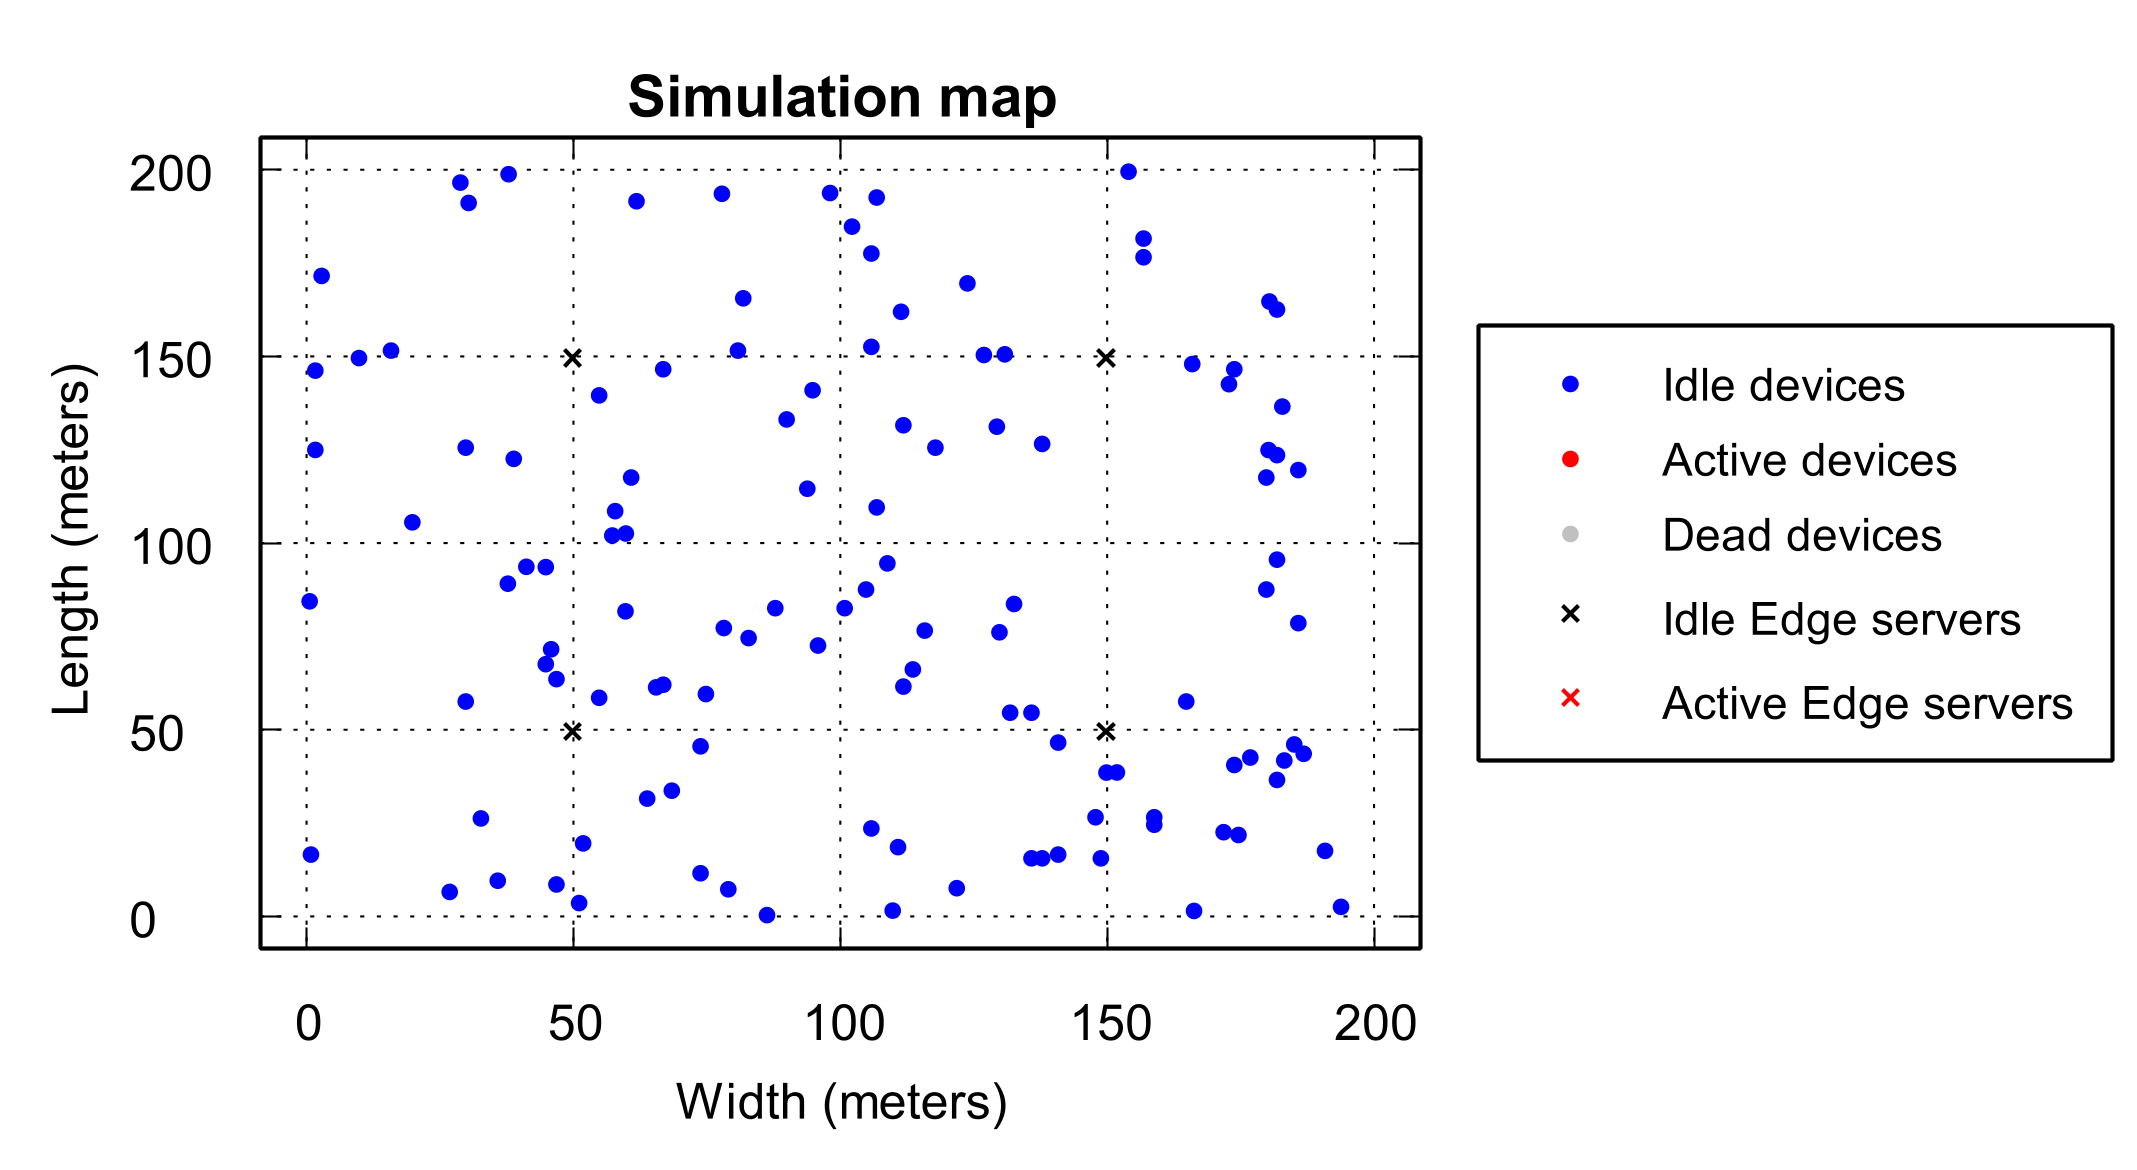 Simulation map
200
150
100
50
0
Length (meters)
0 50 100 150 200
Width (meters)
Idle devices
Active devices
Dead devices
Idle Edge servers
Active Edge servers